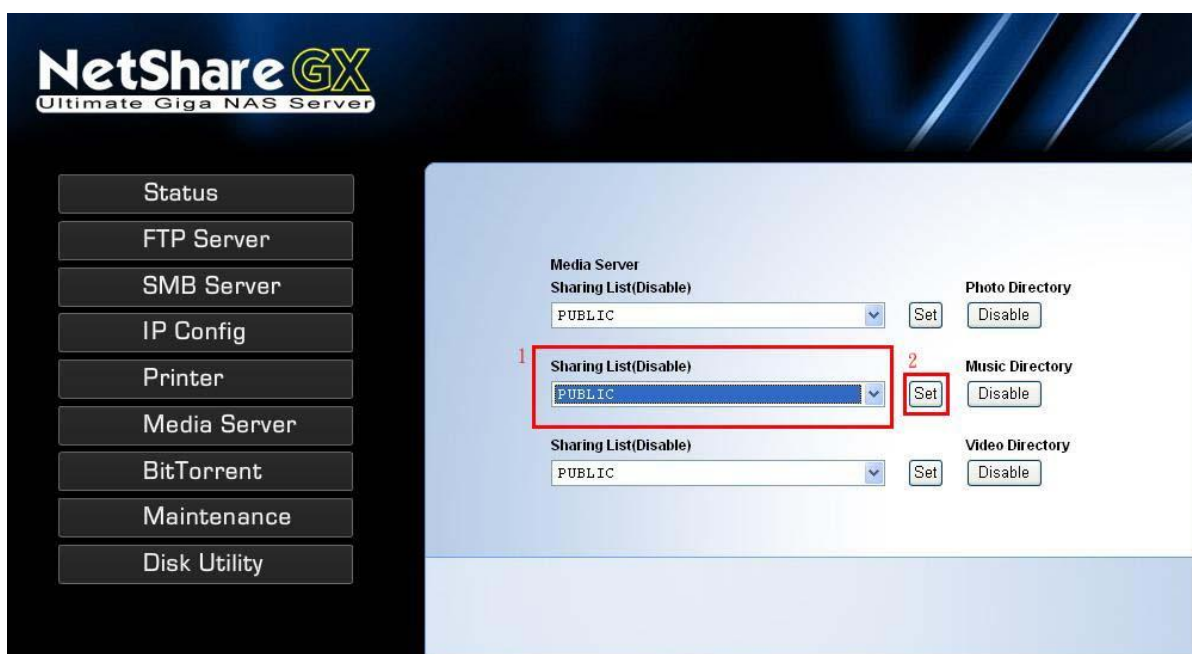 NetShare GX
Ultimate Giga NAS Server
Status
FTP Server
SMB Server
IP Config
Printer
Media Server
BitTorrent
Maintenance
Disk Utility
Media Server
Sharing List(Disable) Photo Directory
PUBLIC Set Disable
1 2
Sharing List(Disable) Music Directory
PUBLIC Set Disable
Sharing List(Disable) Video Directory
PUBLIC Set Disable